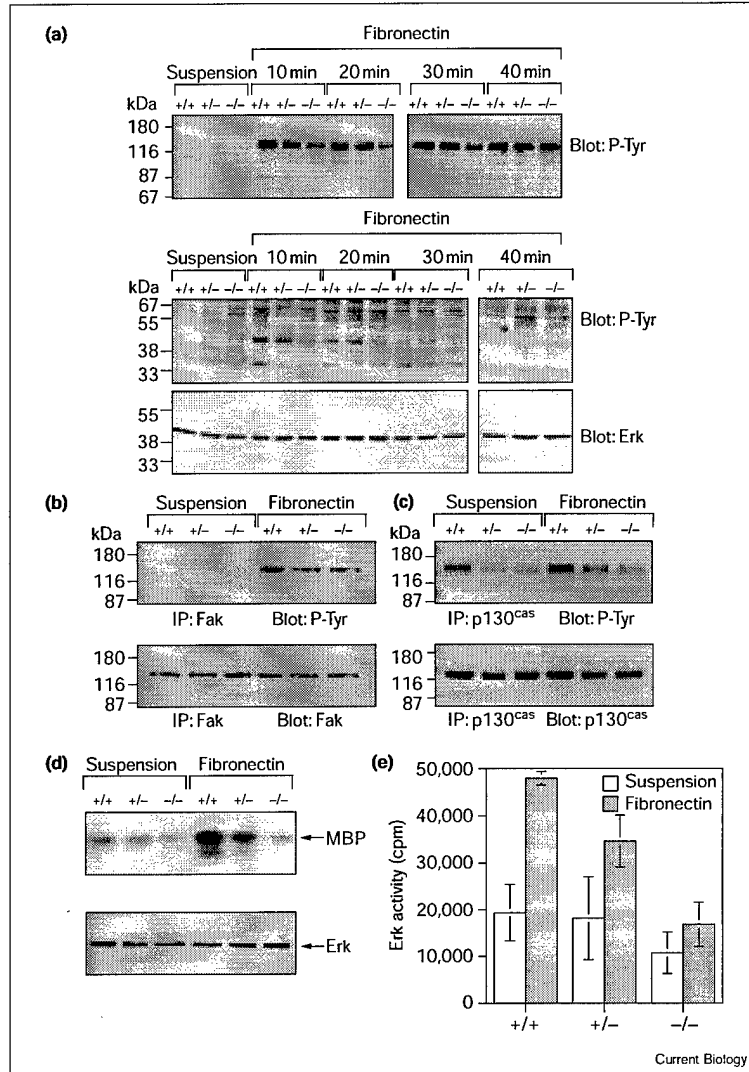 (a)
Fibronectin
Suspension 10 min 20 min 30 min 40 min
kDa +/+ +/− −/− +/+ +/− −/− +/+ +/− −/− +/+ +/− −/− +/+ +/− −/−
180
116
87
67
Blot: P-Tyr
Fibronectin
Suspension 10 min 20 min 30 min 40 min
kDa +/+ +/− −/− +/+ +/− −/− +/+ +/− −/− +/+ +/− −/− +/+ +/− −/−
67
55
38
33
Blot: P-Tyr
55
38
33
Blot: Erk
(b)
Suspension Fibronectin
kDa +/+ +/− −/− +/+ +/− −/−
180
116
87
IP: Fak Blot: P-Tyr
180
116
87
IP: Fak Blot: Fak
(c)
Suspension Fibronectin
kDa +/+ +/− −/− +/+ +/− −/−
180
116
87
IP: p130cas Blot: P-Tyr
180
116
87
IP: p130cas Blot: p130cas
(d)
Suspension Fibronectin
+/+ +/− −/− +/+ +/− −/−
MBP
Erk
(e)
50,000
40,000
30,000
20,000
10,000
0
Erk activity (cpm)
Suspension
Fibronectin
+/+ +/− −/−
Current Biology